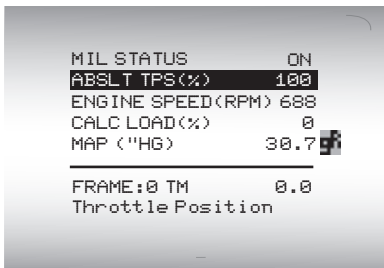 MIL STATUS ON
ABSLT TPS(%) 100
ENGINE SPEED(RPM) 688
CALC LOAD(%) 0
MAP ("HG) 30.7
FRAME:0 TM 0.0
Throttle Position